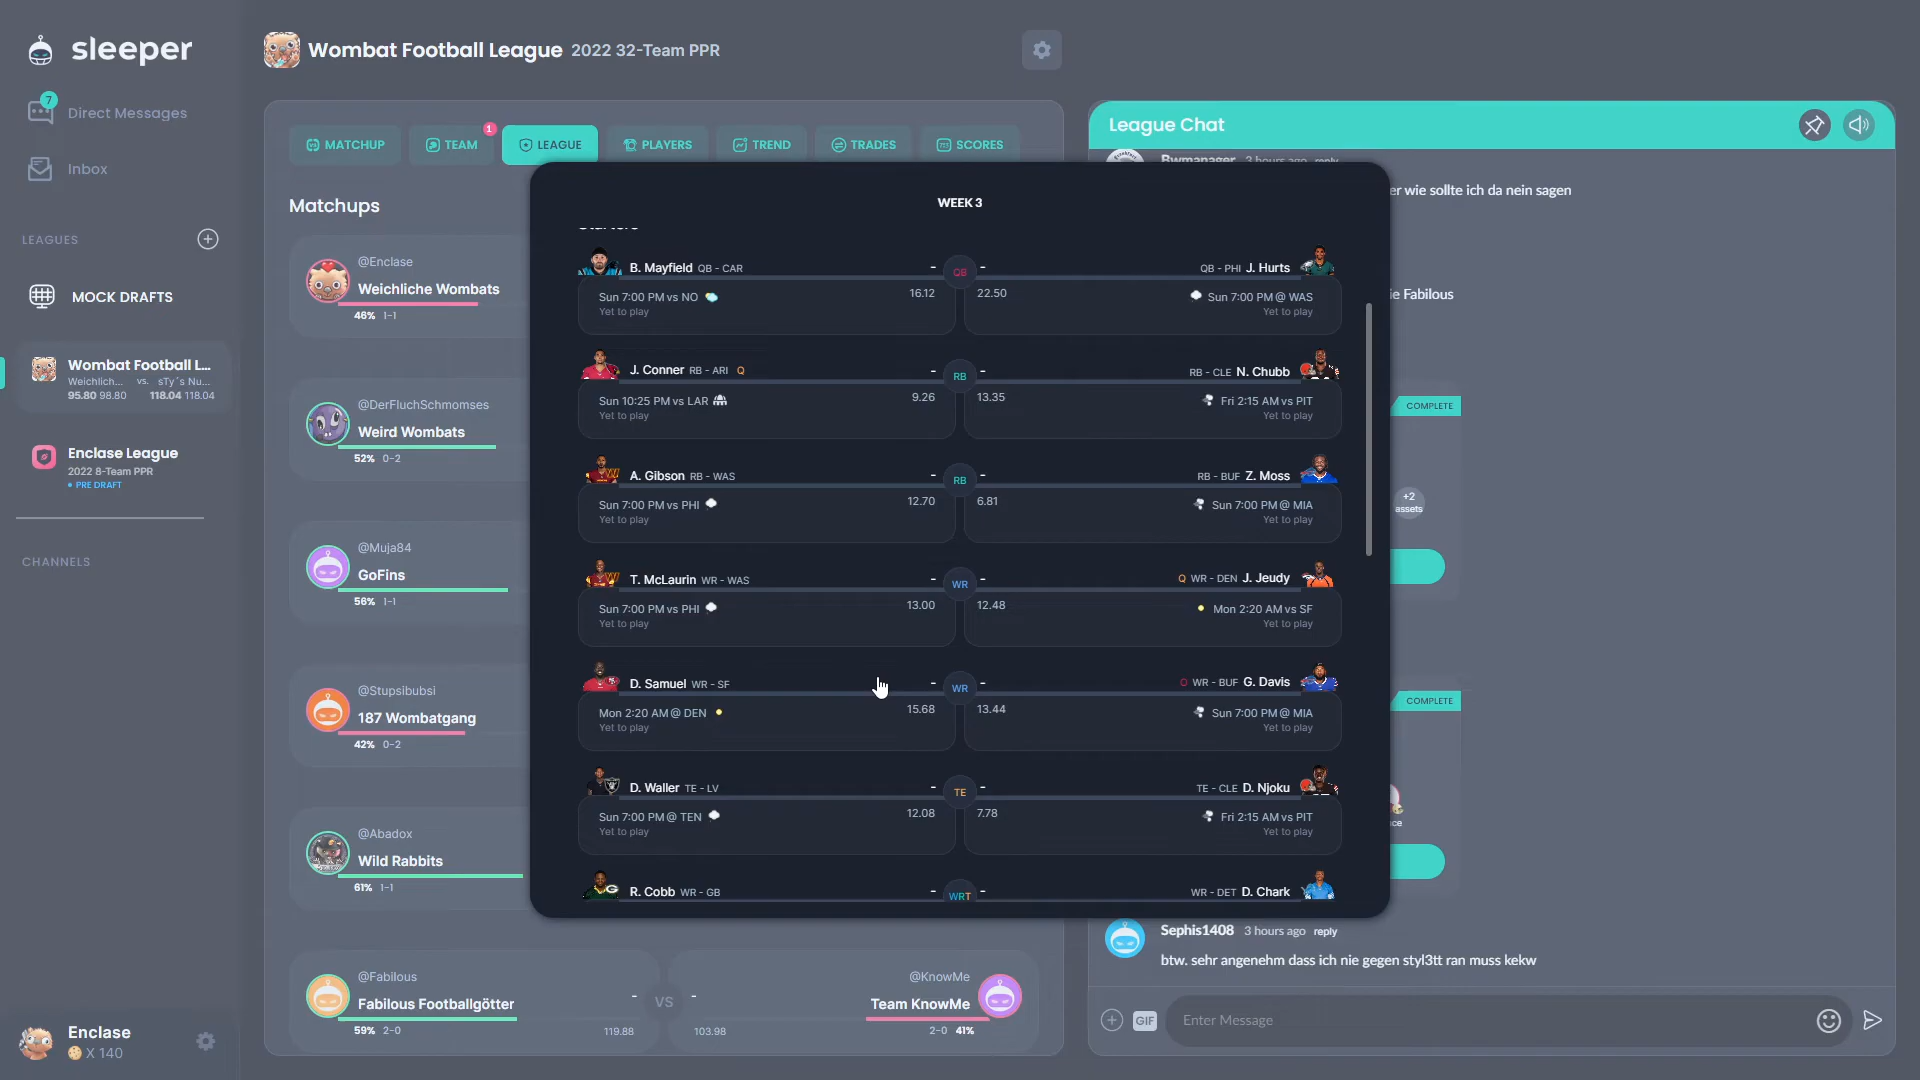 sleeper
7
Direct Messages
Inbox
LEAGUES
MOCK DRAFTS
Wombat Football L...
Weichlich... vs. sTy´s Nu...
95.80 98.80 118.04 118.04
Enclase League
2022 8-Team PPR
PRE DRAFT
CHANNELS
Enclase
X 140
Wombat Football League 2022 32-Team PPR
MATCHUP
TEAM
1
LEAGUE
PLAYERS
TREND
TRADES
SCORES
Matchups
@Enclase
Weichliche Wombats
46% 1-1
@DerFluchSchmomses
Weird Wombats
52% 0-2
@Muja84
GoFins
56% 1-1
@Stupsibubsi
187 Wombatgang
42% 0-2
@Abadox
Wild Rabbits
61% 1-1
@Fabilous
Fabilous Footballgötter
59% 2-0
-
119.88
VS
-
103.98
@KnowMe
Team KnowMe
2-0 41%
WEEK 3
Starters
B. Mayfield QB - CAR - QB - QB - PHI J. Hurts
Sun 7:00 PM vs NO 16.12 22.50 Sun 7:00 PM @ WAS
Yet to play Yet to play
J. Conner RB - ARI Q - RB - RB - CLE N. Chubb
Sun 10:25 PM vs LAR 9.26 13.35 Fri 2:15 AM vs PIT
Yet to play Yet to play
A. Gibson RB - WAS - RB - RB - BUF Z. Moss
Sun 7:00 PM vs PHI 12.70 6.81 Sun 7:00 PM @ MIA
Yet to play Yet to play
T. McLaurin WR - WAS - WR - Q WR - DEN J. Jeudy
Sun 7:00 PM vs PHI 13.00 12.48 Mon 2:20 AM vs SF
Yet to play Yet to play
D. Samuel WR - SF - WR - WR - BUF G. Davis
Mon 2:20 AM @ DEN 15.68 13.44 Sun 7:00 PM @ MIA
Yet to play Yet to play
D. Waller TE - LV - TE - TE - CLE D. Njoku
Sun 7:00 PM @ TEN 12.08 7.78 Fri 2:15 AM vs PIT
Yet to play Yet to play
R. Cobb WR - GB - WRT - WR - DET D. Chark
League Chat
Bwmanager 3 hours ago reply
er wie sollte ich da nein sagen
ie Fabilous
COMPLETE
+2
assets
COMPLETE
ce
Sephis1408 3 hours ago reply
btw. sehr angenehm dass ich nie gegen styl3tt ran muss kekw
GIF
Enter Message